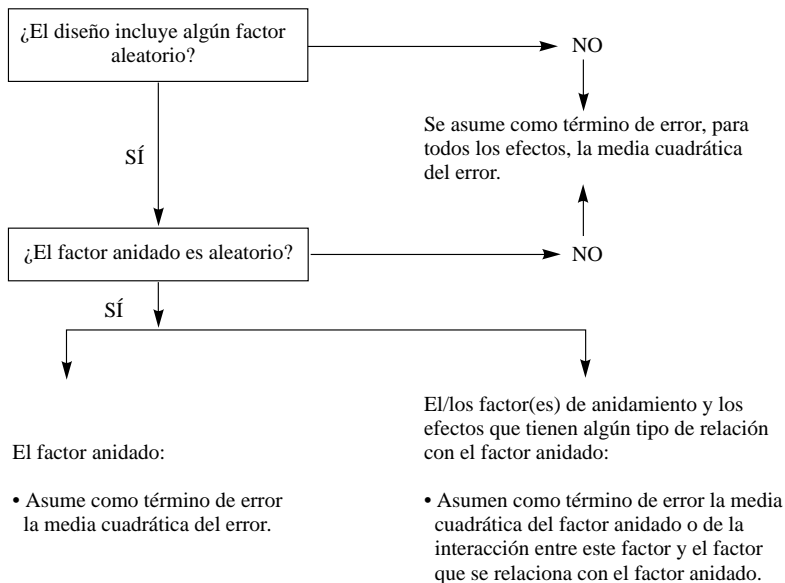 ¿El diseño incluye algún factor
aleatorio?
NO
Se asume como término de error, para
todos los efectos, la media cuadrática
del error.
SÍ
¿El factor anidado es aleatorio?
NO
SÍ
El factor anidado:
• Asume como término de error
la media cuadrática del error.
El/los factor(es) de anidamiento y los
efectos que tienen algún tipo de relación
con el factor anidado:
• Asumen como término de error la media
cuadrática del factor anidado o de la
interacción entre este factor y el factor
que se relaciona con el factor anidado.